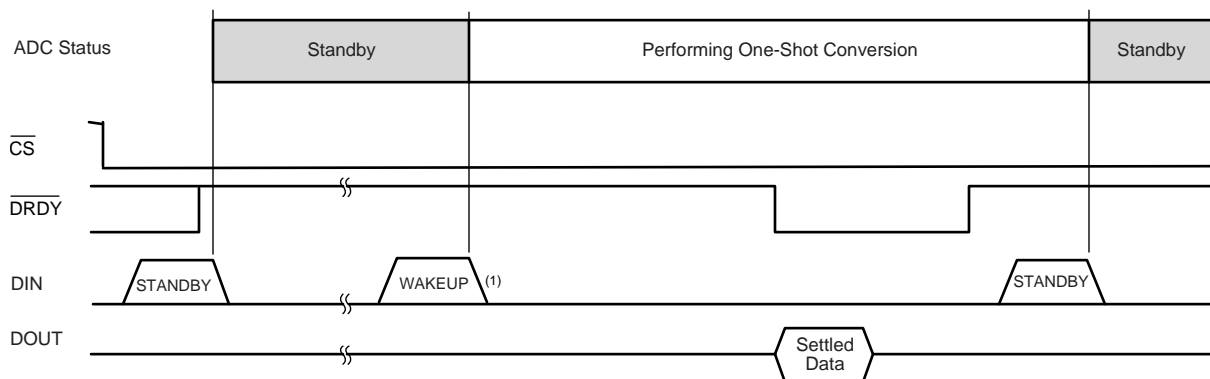 ADC Status
Standby
Performing One-Shot Conversion
Standby
CS
DRDY
DIN
STANDBY
WAKEUP
(1)
STANDBY
DOUT
Settled
Data